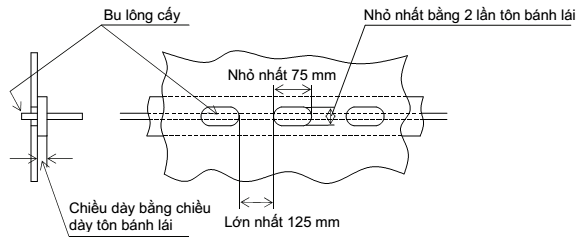 Bu lông cấy
Nhỏ nhất bằng 2 lần tôn bánh lái
Nhỏ nhất 75 mm
Chiều dày bằng chiều
dày tôn bánh lái
Lớn nhất 125 mm